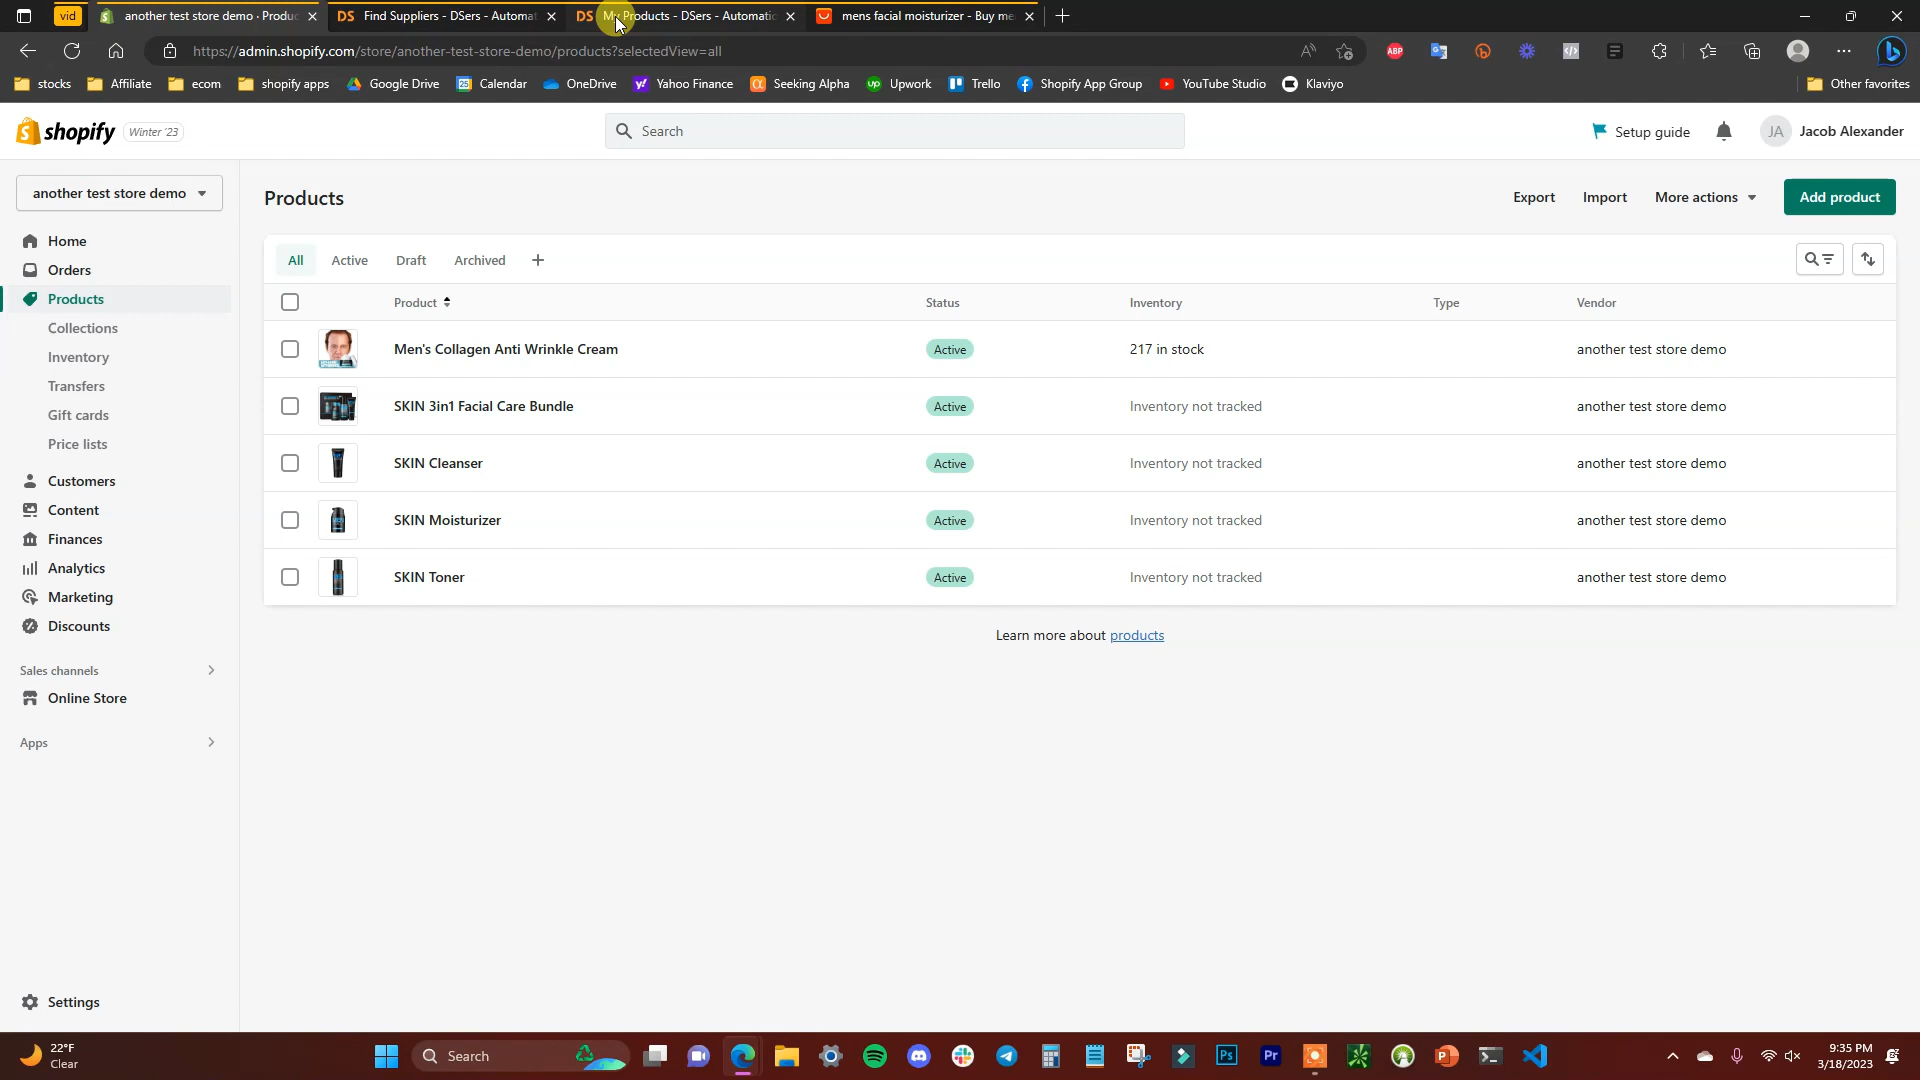 vid
another test store demo · Produc
Find Suppliers - DSers - Automat
My Products - DSers - Automatic
mens facial moisturizer - Buy me
https://admin.shopify.com/store/another-test-store-demo/products?selectedView=all
ABP
stocks
Affiliate
ecom
shopify apps
Google Drive
25
Calendar
OneDrive
Yahoo Finance
Seeking Alpha
Upwork
Trello
Shopify App Group
YouTube Studio
Klaviyo
Other favorites
shopify
Winter '23
Search
Setup guide
JA
Jacob Alexander
another test store demo
Products
Export
Import
More actions
Add product
Home
Orders
Products
Collections
Inventory
Transfers
Gift cards
Price lists
Customers
Content
Finances
Analytics
Marketing
Discounts
Sales channels
Online Store
Apps
Settings
All
Active
Draft
Archived
Product
Status
Inventory
Type
Vendor
Men's Collagen Anti Wrinkle Cream
Active
217 in stock
another test store demo
SKIN 3in1 Facial Care Bundle
Active
Inventory not tracked
another test store demo
SKIN Cleanser
Active
Inventory not tracked
another test store demo
SKIN Moisturizer
Active
Inventory not tracked
another test store demo
SKIN Toner
Active
Inventory not tracked
another test store demo
Learn more about products
22°F
Clear
Search
Ps
Pr
9:35 PM
3/18/2023